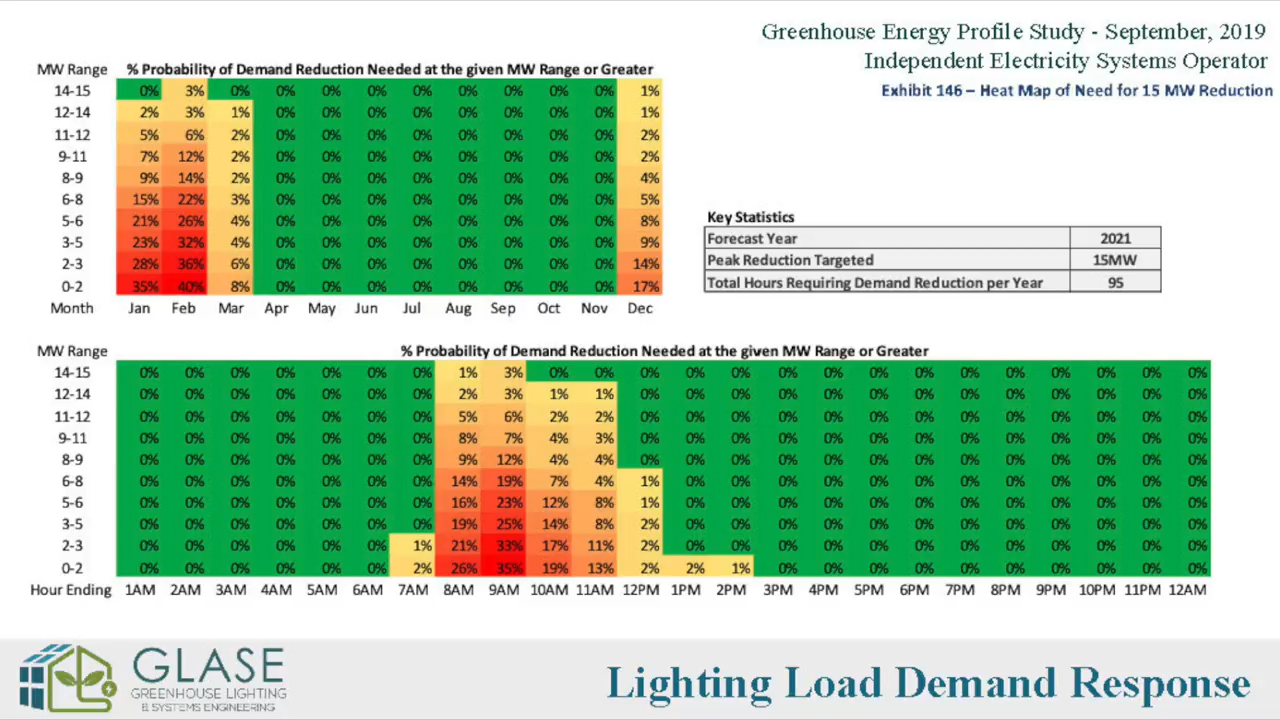 Greenhouse Energy Profile Study - September, 2019
Independent Electricity Systems Operator
Exhibit 146 – Heat Map of Need for 15 MW Reduction
MW Range % Probability of Demand Reduction Needed at the given MW Range or Greater
14-15 0% 3% 0% 0% 0% 0% 0% 0% 0% 0% 0% 1%
12-14 2% 3% 1% 0% 0% 0% 0% 0% 0% 0% 0% 1%
11-12 5% 6% 2% 0% 0% 0% 0% 0% 0% 0% 0% 2%
9-11 7% 12% 2% 0% 0% 0% 0% 0% 0% 0% 0% 2%
8-9 9% 14% 2% 0% 0% 0% 0% 0% 0% 0% 0% 4%
6-8 15% 22% 3% 0% 0% 0% 0% 0% 0% 0% 0% 5%
5-6 21% 26% 4% 0% 0% 0% 0% 0% 0% 0% 0% 8%
3-5 23% 32% 4% 0% 0% 0% 0% 0% 0% 0% 0% 9%
2-3 28% 36% 6% 0% 0% 0% 0% 0% 0% 0% 0% 14%
0-2 35% 40% 8% 0% 0% 0% 0% 0% 0% 0% 0% 17%
Month Jan Feb Mar Apr May Jun Jul Aug Sep Oct Nov Dec
Key Statistics
Forecast Year 2021
Peak Reduction Targeted 15MW
Total Hours Requiring Demand Reduction per Year 95
MW Range % Probability of Demand Reduction Needed at the given MW Range or Greater
14-15 0% 0% 0% 0% 0% 0% 0% 1% 3% 0% 0% 0% 0% 0% 0% 0% 0% 0% 0% 0% 0% 0% 0% 0%
12-14 0% 0% 0% 0% 0% 0% 0% 2% 3% 1% 1% 0% 0% 0% 0% 0% 0% 0% 0% 0% 0% 0% 0% 0%
11-12 0% 0% 0% 0% 0% 0% 0% 5% 6% 2% 2% 0% 0% 0% 0% 0% 0% 0% 0% 0% 0% 0% 0% 0%
9-11 0% 0% 0% 0% 0% 0% 0% 8% 7% 4% 3% 0% 0% 0% 0% 0% 0% 0% 0% 0% 0% 0% 0% 0%
8-9 0% 0% 0% 0% 0% 0% 0% 9% 12% 4% 4% 0% 0% 0% 0% 0% 0% 0% 0% 0% 0% 0% 0% 0%
6-8 0% 0% 0% 0% 0% 0% 0% 14% 19% 7% 4% 1% 0% 0% 0% 0% 0% 0% 0% 0% 0% 0% 0% 0%
5-6 0% 0% 0% 0% 0% 0% 0% 16% 23% 12% 8% 1% 0% 0% 0% 0% 0% 0% 0% 0% 0% 0% 0% 0%
3-5 0% 0% 0% 0% 0% 0% 0% 19% 25% 14% 8% 2% 0% 0% 0% 0% 0% 0% 0% 0% 0% 0% 0% 0%
2-3 0% 0% 0% 0% 0% 0% 1% 21% 33% 17% 11% 2% 0% 0% 0% 0% 0% 0% 0% 0% 0% 0% 0% 0%
0-2 0% 0% 0% 0% 0% 0% 2% 26% 35% 19% 13% 2% 2% 1% 0% 0% 0% 0% 0% 0% 0% 0% 0% 0%
Hour Ending 1AM 2AM 3AM 4AM 5AM 6AM 7AM 8AM 9AM 10AM 11AM 12PM 1PM 2PM 3PM 4PM 5PM 6PM 7PM 8PM 9PM 10PM 11PM 12AM
GLASE
GREENHOUSE LIGHTING
& SYSTEMS ENGINEERING
Lighting Load Demand Response